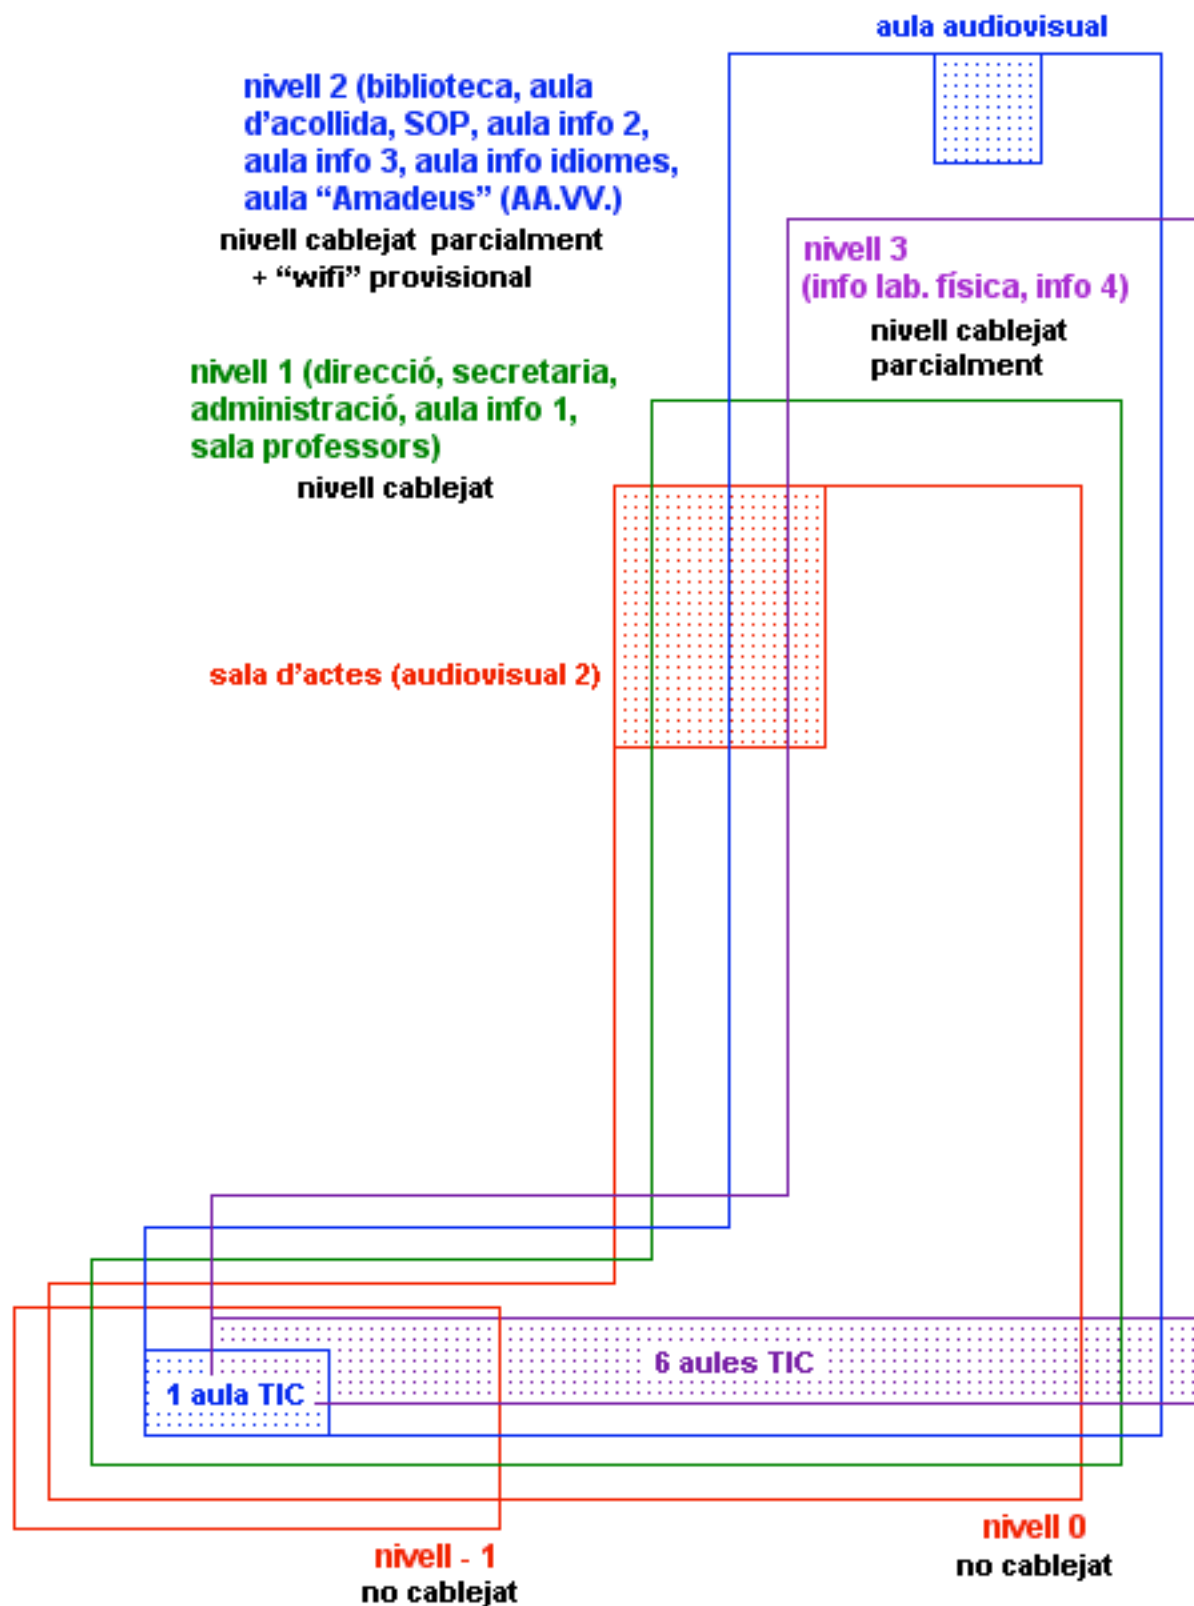 aula audiovisual
nivell 2 (biblioteca, aula
d’acollida, SOP, aula info 2,
aula info 3, aula info idiomes,
aula “Amadeus” (AA.VV.)
nivell cablejat parcialment
+ “wifi” provisional
nivell 3
(info lab. física, info 4)
nivell cablejat
parcialment
nivell 1 (direcció, secretaria,
administració, aula info 1,
sala professors)
nivell cablejat
sala d’actes (audiovisual 2)
6 aules TIC
1 aula TIC
nivell 0
no cablejat
nivell - 1
no cablejat